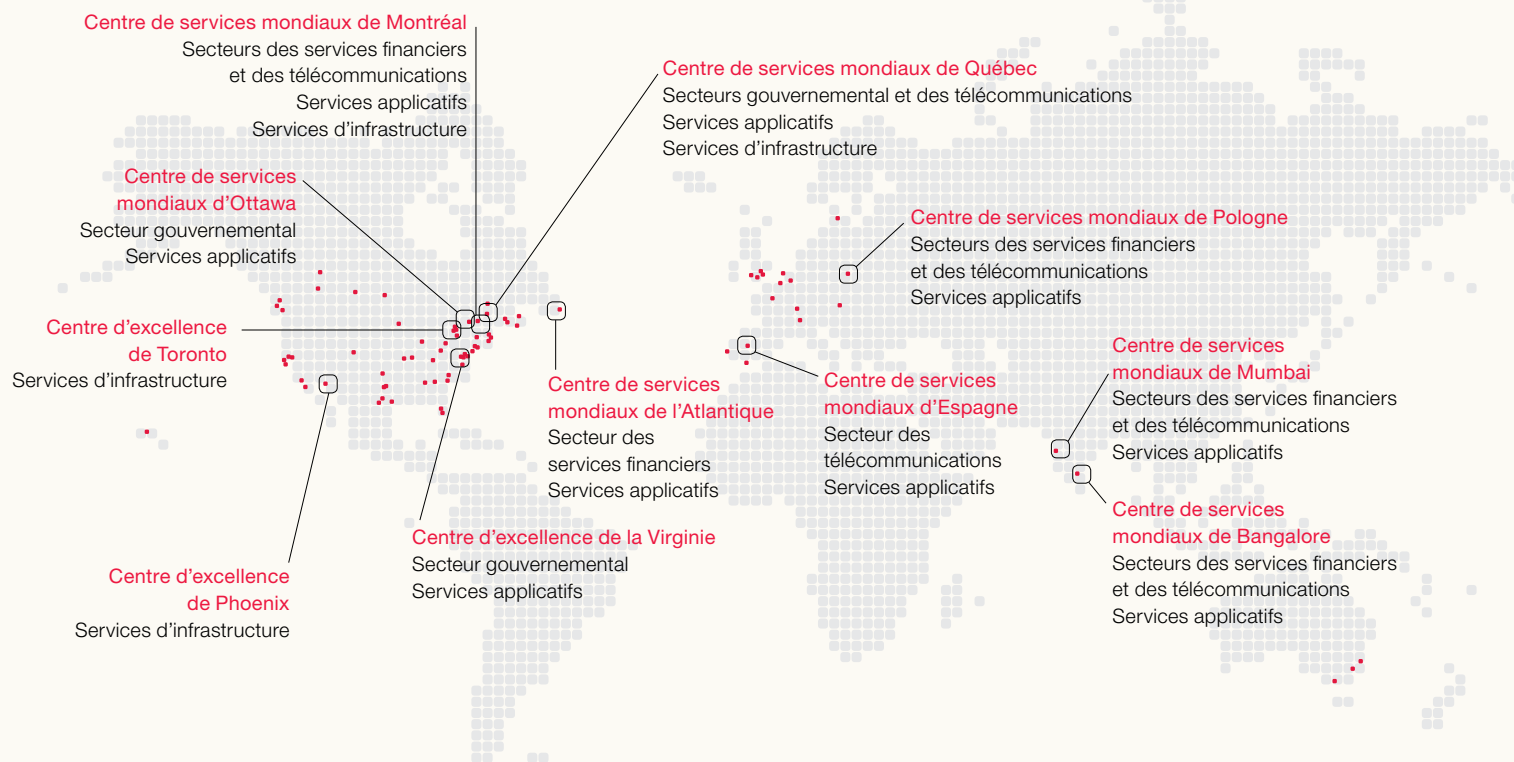 Centre de services mondiaux de Montréal
Secteurs des services financiers
et des télécommunications
Services applicatifs
Services d’infrastructure
Centre de services mondiaux de Québec
Secteurs gouvernemental et des télécommunications
Services applicatifs
Services d’infrastructure
Centre de services
mondiaux d’Ottawa
Secteur gouvernemental
Services applicatifs
Centre de services mondiaux de Pologne
Secteurs des services financiers
et des télécommunications
Services applicatifs
Centre d’excellence
de Toronto
Services d’infrastructure
Centre de services
mondiaux de l’Atlantique
Secteur des
services financiers
Services applicatifs
Centre de services
mondiaux d’Espagne
Secteur des
télécommunications
Services applicatifs
Centre de services
mondiaux de Mumbai
Secteurs des services financiers
et des télécommunications
Services applicatifs
Centre d’excellence de la Virginie
Secteur gouvernemental
Services applicatifs
Centre de services
mondiaux de Bangalore
Secteurs des services financiers
et des télécommunications
Services applicatifs
Centre d’excellence
de Phoenix
Services d’infrastructure